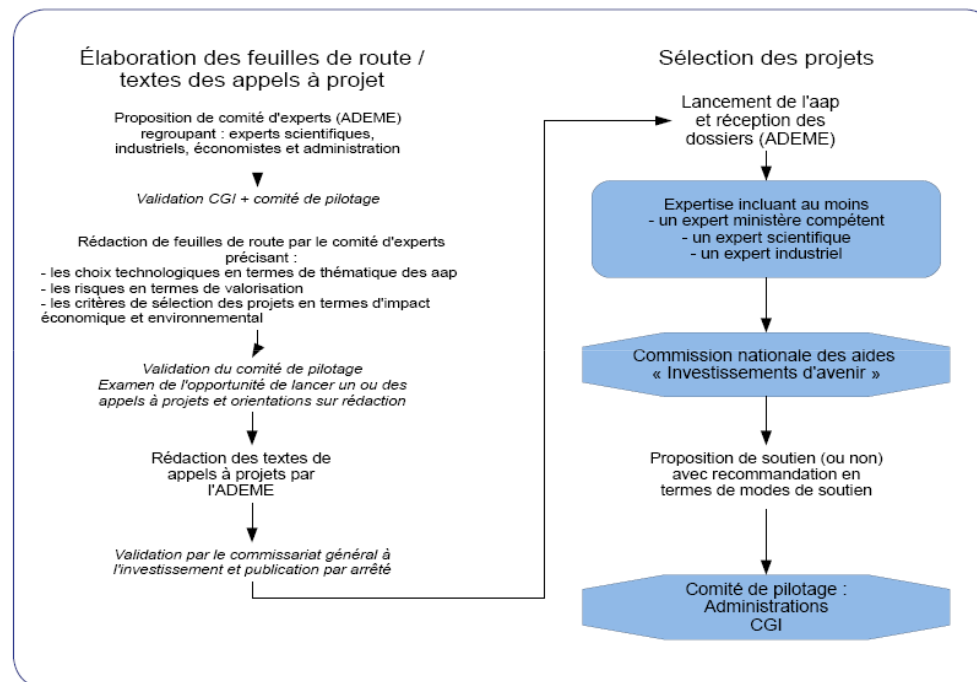 Élaboration des feuilles de route /
textes des appels à projet
Proposition de comité d'experts (ADEME)
regroupant : experts scientifiques,
industriels, économistes et administration
Validation CGI + comité de pilotage
Rédaction de feuilles de route par le comité d'experts
précisant :
- les choix technologiques en termes de thématique des aap
- les risques en termes de valorisation
- les critères de sélection des projets en termes d'impact
économique et environnemental
Validation du comité de pilotage
Examen de l'opportunité de lancer un ou des
appels à projets et orientations sur rédaction
Rédaction des textes de
appels à projets par
l'ADEME
Validation par le commissariat général à
l'investissement et publication par arrêté
Sélection des projets
Lancement de l'aap
et réception des
dossiers (ADEME)
Expertise incluant au moins
- un expert ministère compétent
- un expert scientifique
- un expert industriel
Commission nationale des aides
« Investissements d'avenir »
Proposition de soutien (ou non)
avec recommandation en
termes de modes de soutien
Comité de pilotage :
Administrations
CGI